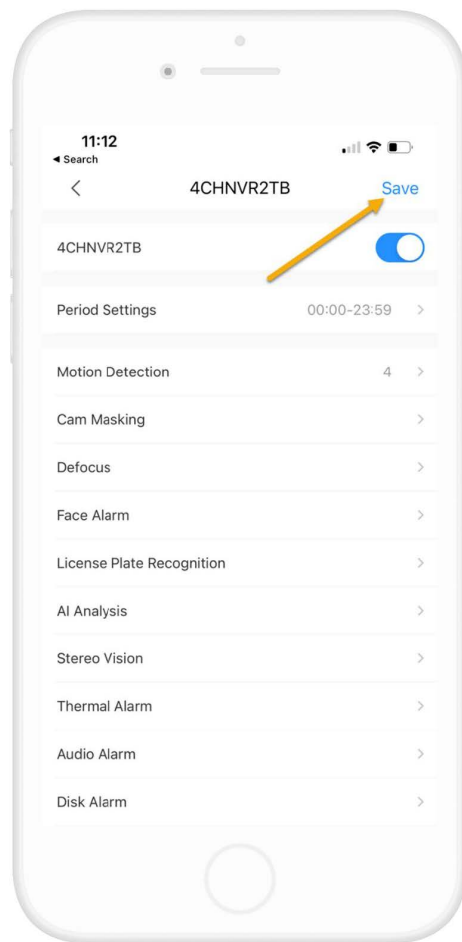 11:12
◀ Search
4CHNVR2TB
Save
4CHNVR2TB
Period Settings 00:00-23:59
Motion Detection 4
Cam Masking
Defocus
Face Alarm
License Plate Recognition
AI Analysis
Stereo Vision
Thermal Alarm
Audio Alarm
Disk Alarm